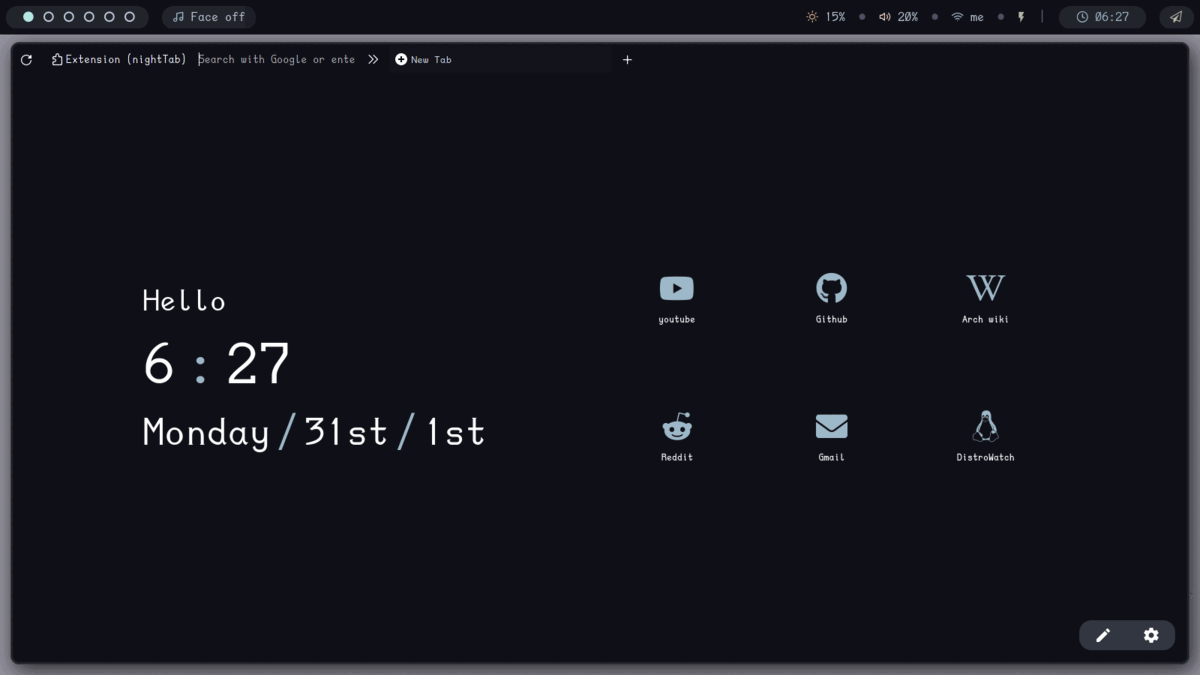 Face off
15%
20%
me
06:27
Extension (nightTab)
Search with Google or ente
New Tab
Hello
6 : 27
Monday/31st/1st
youtube
Github
Arch wiki
Reddit
Gmail
DistroWatch